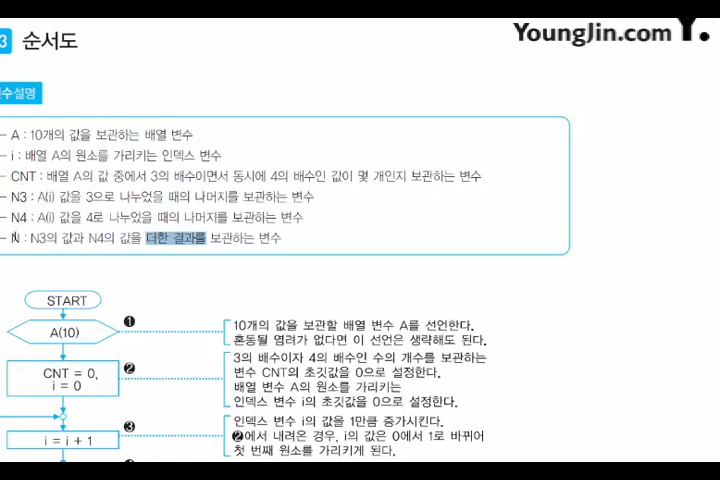 YoungJin.com Y.
3 순서도
수설명
- A : 10개의 값을 보관하는 배열 변수
- i : 배열 A의 원소를 가리키는 인덱스 변수
- CNT : 배열 A의 값 중에서 3의 배수이면서 동시에 4의 배수인 값이 몇 개인지 보관하는 변수
- N3 : A(i) 값을 3으로 나누었을 때의 나머지를 보관하는 변수
- N4 : A(i) 값을 4로 나누었을 때의 나머지를 보관하는 변수
- N : N3의 값과 N4의 값을 더한 결과를 보관하는 변수
START
A(10)
❶
10개의 값을 보관할 배열 변수 A를 선언한다.
혼동될 염려가 없다면 이 선언은 생략해도 된다.
CNT = 0,
i = 0
❷
3의 배수이자 4의 배수인 수의 개수를 보관하는
변수 CNT의 초깃값을 0으로 설정한다.
배열 변수 A의 원소를 가리키는
인덱스 변수 i의 초깃값을 0으로 설정한다.
i = i + 1
❸
인덱스 변수 i의 값을 1만큼 증가시킨다.
❷에서 내려온 경우, i의 값은 0에서 1로 바뀌어
첫 번째 원소를 가리키게 된다.